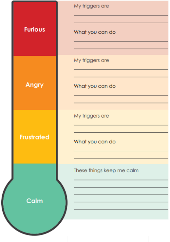 My triggers are
Furious
What you can do
My triggers are
Angry
What you can do
My triggers are
Frustrated
What you can do
These things keep me calm
Calm